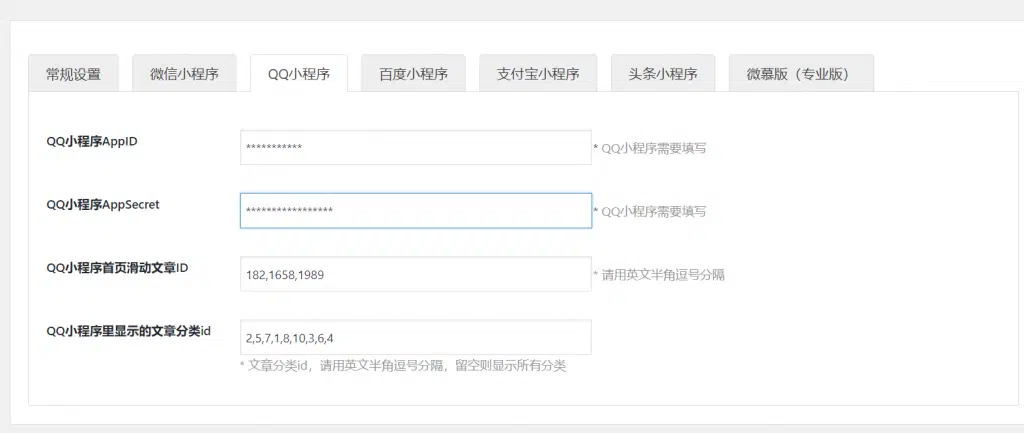 常规设置 微信小程序 QQ小程序 百度小程序 支付宝小程序 头条小程序 微慕版（专业版）
QQ小程序AppID *********** * QQ小程序需要填写
QQ小程序AppSecret ***************** * QQ小程序需要填写
QQ小程序首页滑动文章ID 182,1658,1989 * 请用英文半角逗号分隔
QQ小程序里显示的文章分类id 2,5,7,1,8,10,3,6,4
* 文章分类id，请用英文半角逗号分隔，留空则显示所有分类